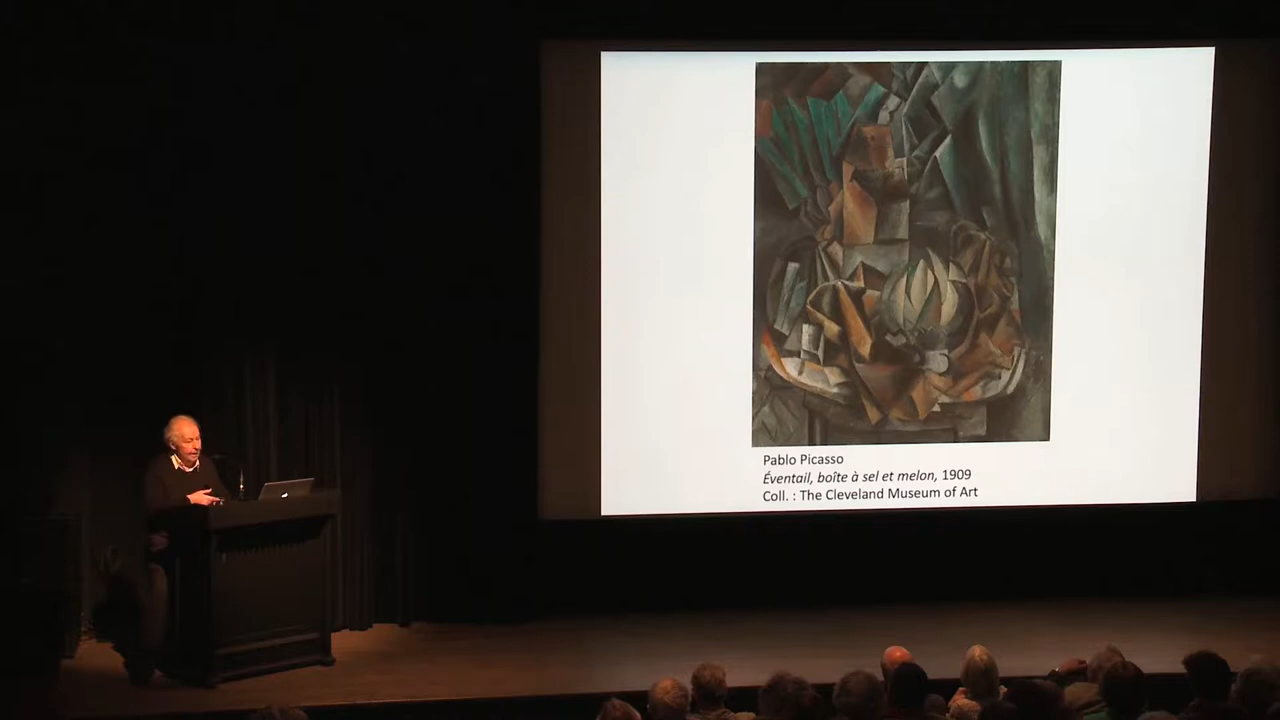 Pablo Picasso
Éventail, boîte à sel et melon, 1909
Coll. : The Cleveland Museum of Art